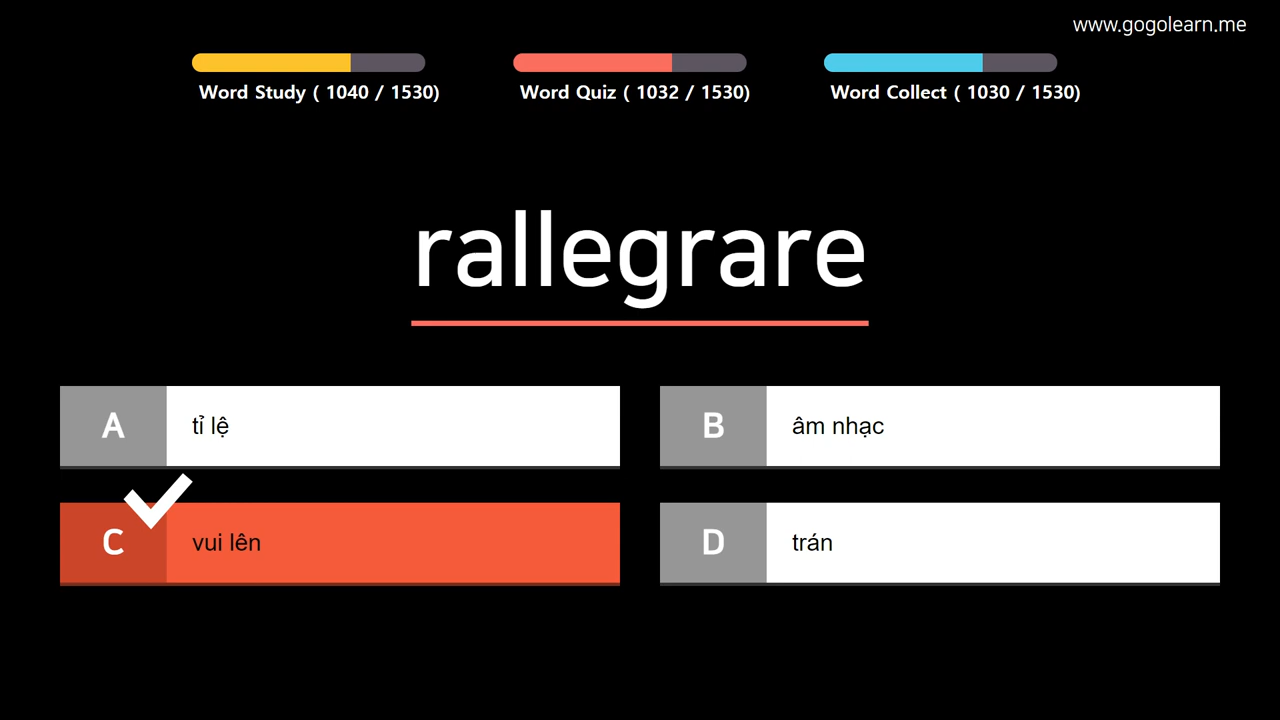 www.gogolearn.me
Word Study ( 1040 / 1530)
Word Quiz ( 1032 / 1530)
Word Collect ( 1030 / 1530)
rallegrare
A
tỉ lệ
B
âm nhạc
C
vui lên
D
trán